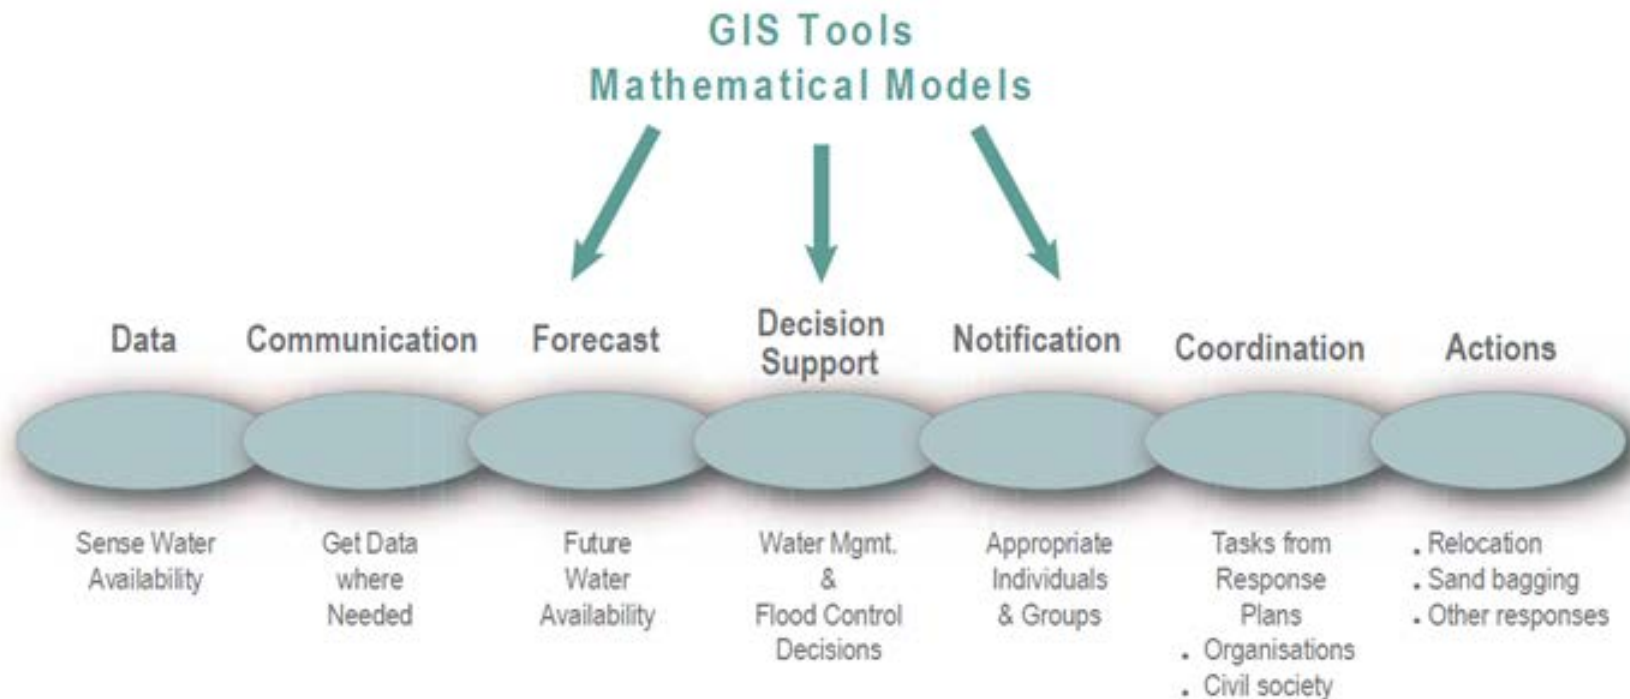 GIS Tools
Mathematical Models
Data
Communication
Forecast
Decision
Support
Notification
Coordination
Actions
Sense Water
Availability
Get Data
where
Needed
Future
Water
Availability
Water Mgmt.
&
Flood Control
Decisions
Appropriate
Individuals
& Groups
Tasks from
Response
Plans
. Organisations
. Civil society
. Relocation
. Sand bagging
. Other responses